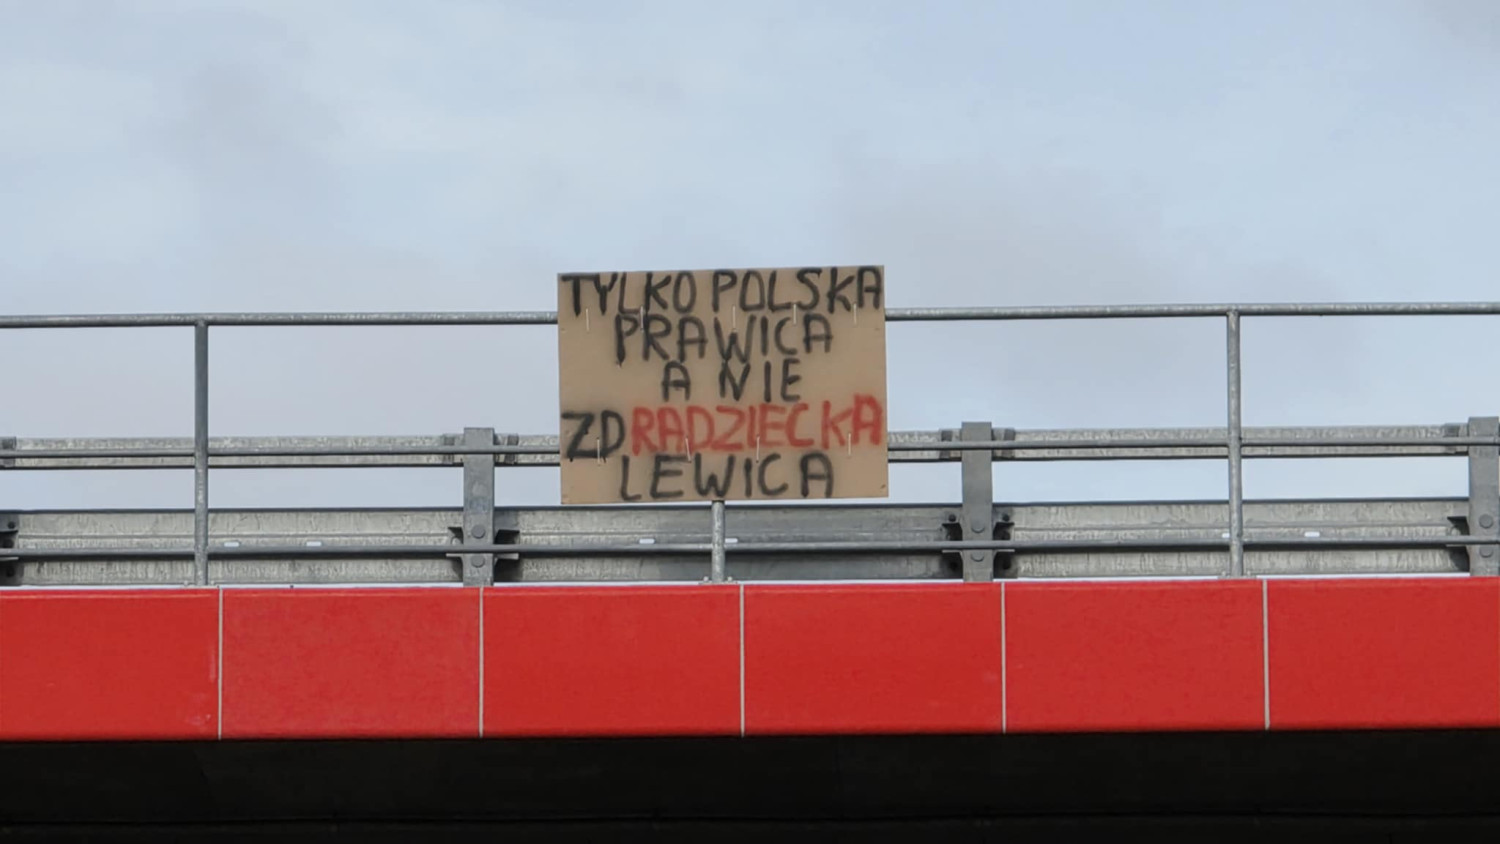 TYLKO POLSKA
PRAWICA
A NIE
ZDRADZIECKA
LEWICA